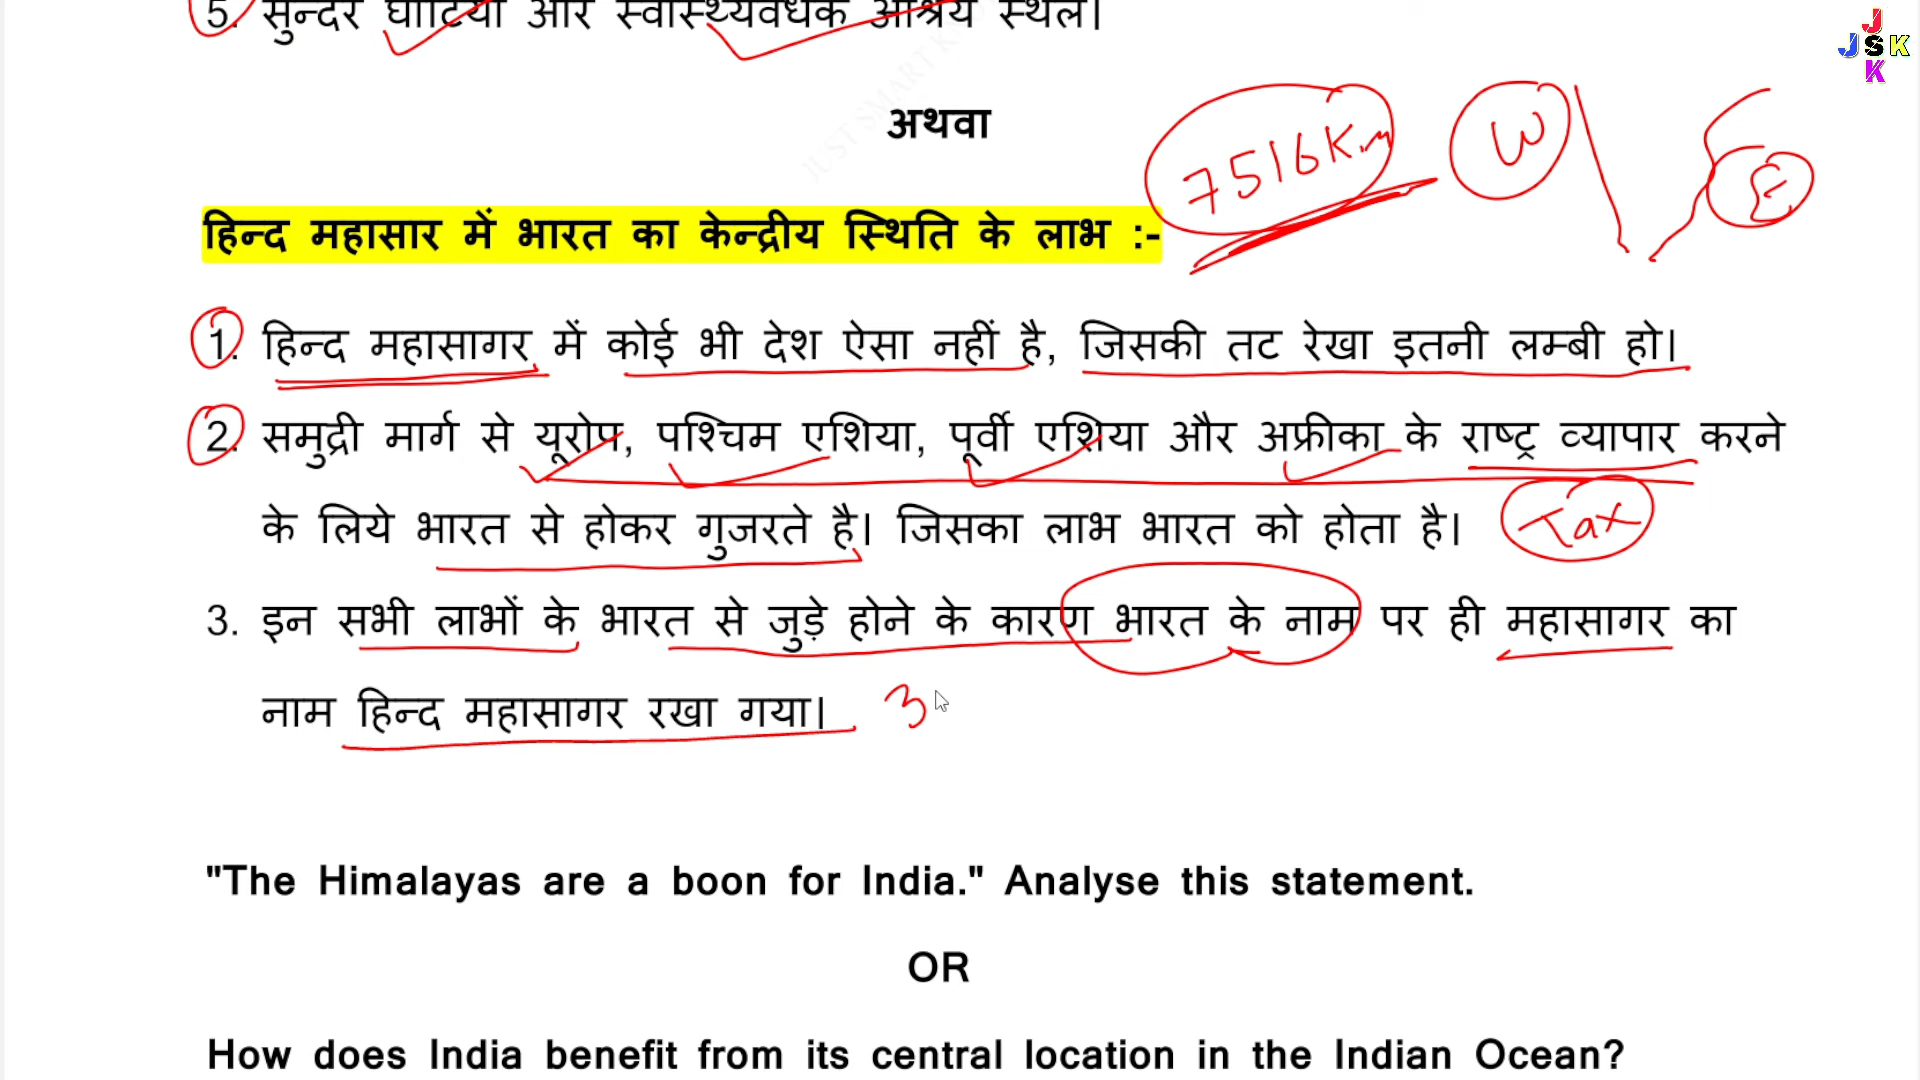 5. सुन्दर घाटियाँ और स्वास्थ्यवर्धक आश्रय स्थल।
अथवा
7516 Km
W
E
हिन्द महासार में भारत का केन्द्रीय स्थिति के लाभ :-
1. हिन्द महासागर में कोई भी देश ऐसा नहीं है, जिसकी तट रेखा इतनी लम्बी हो।
2. समुद्री मार्ग से यूरोप, पश्चिम एशिया, पूर्वी एशिया और अफ्रीका के राष्ट्र व्यापार करने
के लिये भारत से होकर गुजरते है। जिसका लाभ भारत को होता है।
Tax
3. इन सभी लाभों के भारत से जुड़े होने के कारण भारत के नाम पर ही महासागर का
नाम हिन्द महासागर रखा गया।
3
"The Himalayas are a boon for India." Analyse this statement.
OR
How does India benefit from its central location in the Indian Ocean?
J
J S K
K